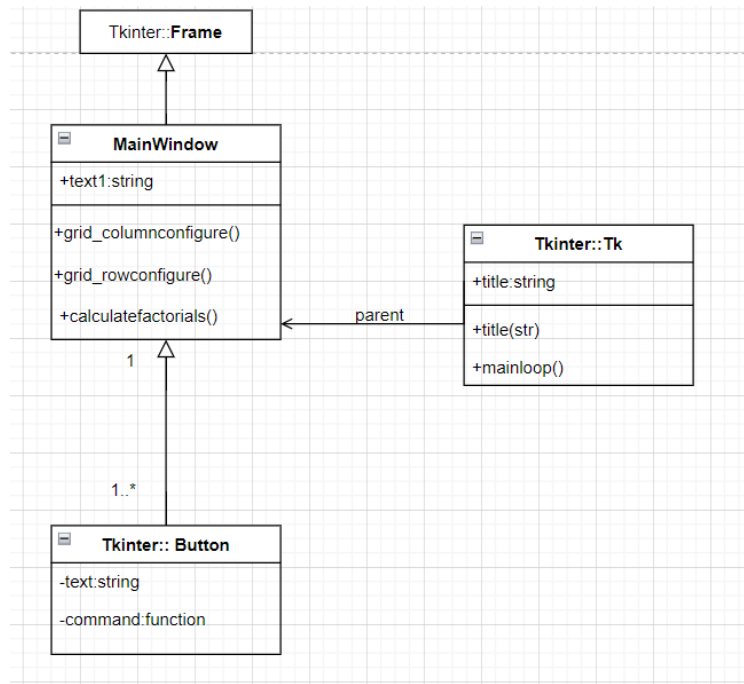 Tkinter::Frame
MainWindow
+text1:string
+grid_columnconfigure()
+grid_rowconfigure()
+calculatefactorials()
Tkinter::Tk
+title:string
+title(str)
+mainloop()
parent
1
1..*
Tkinter:: Button
-text:string
-command:function